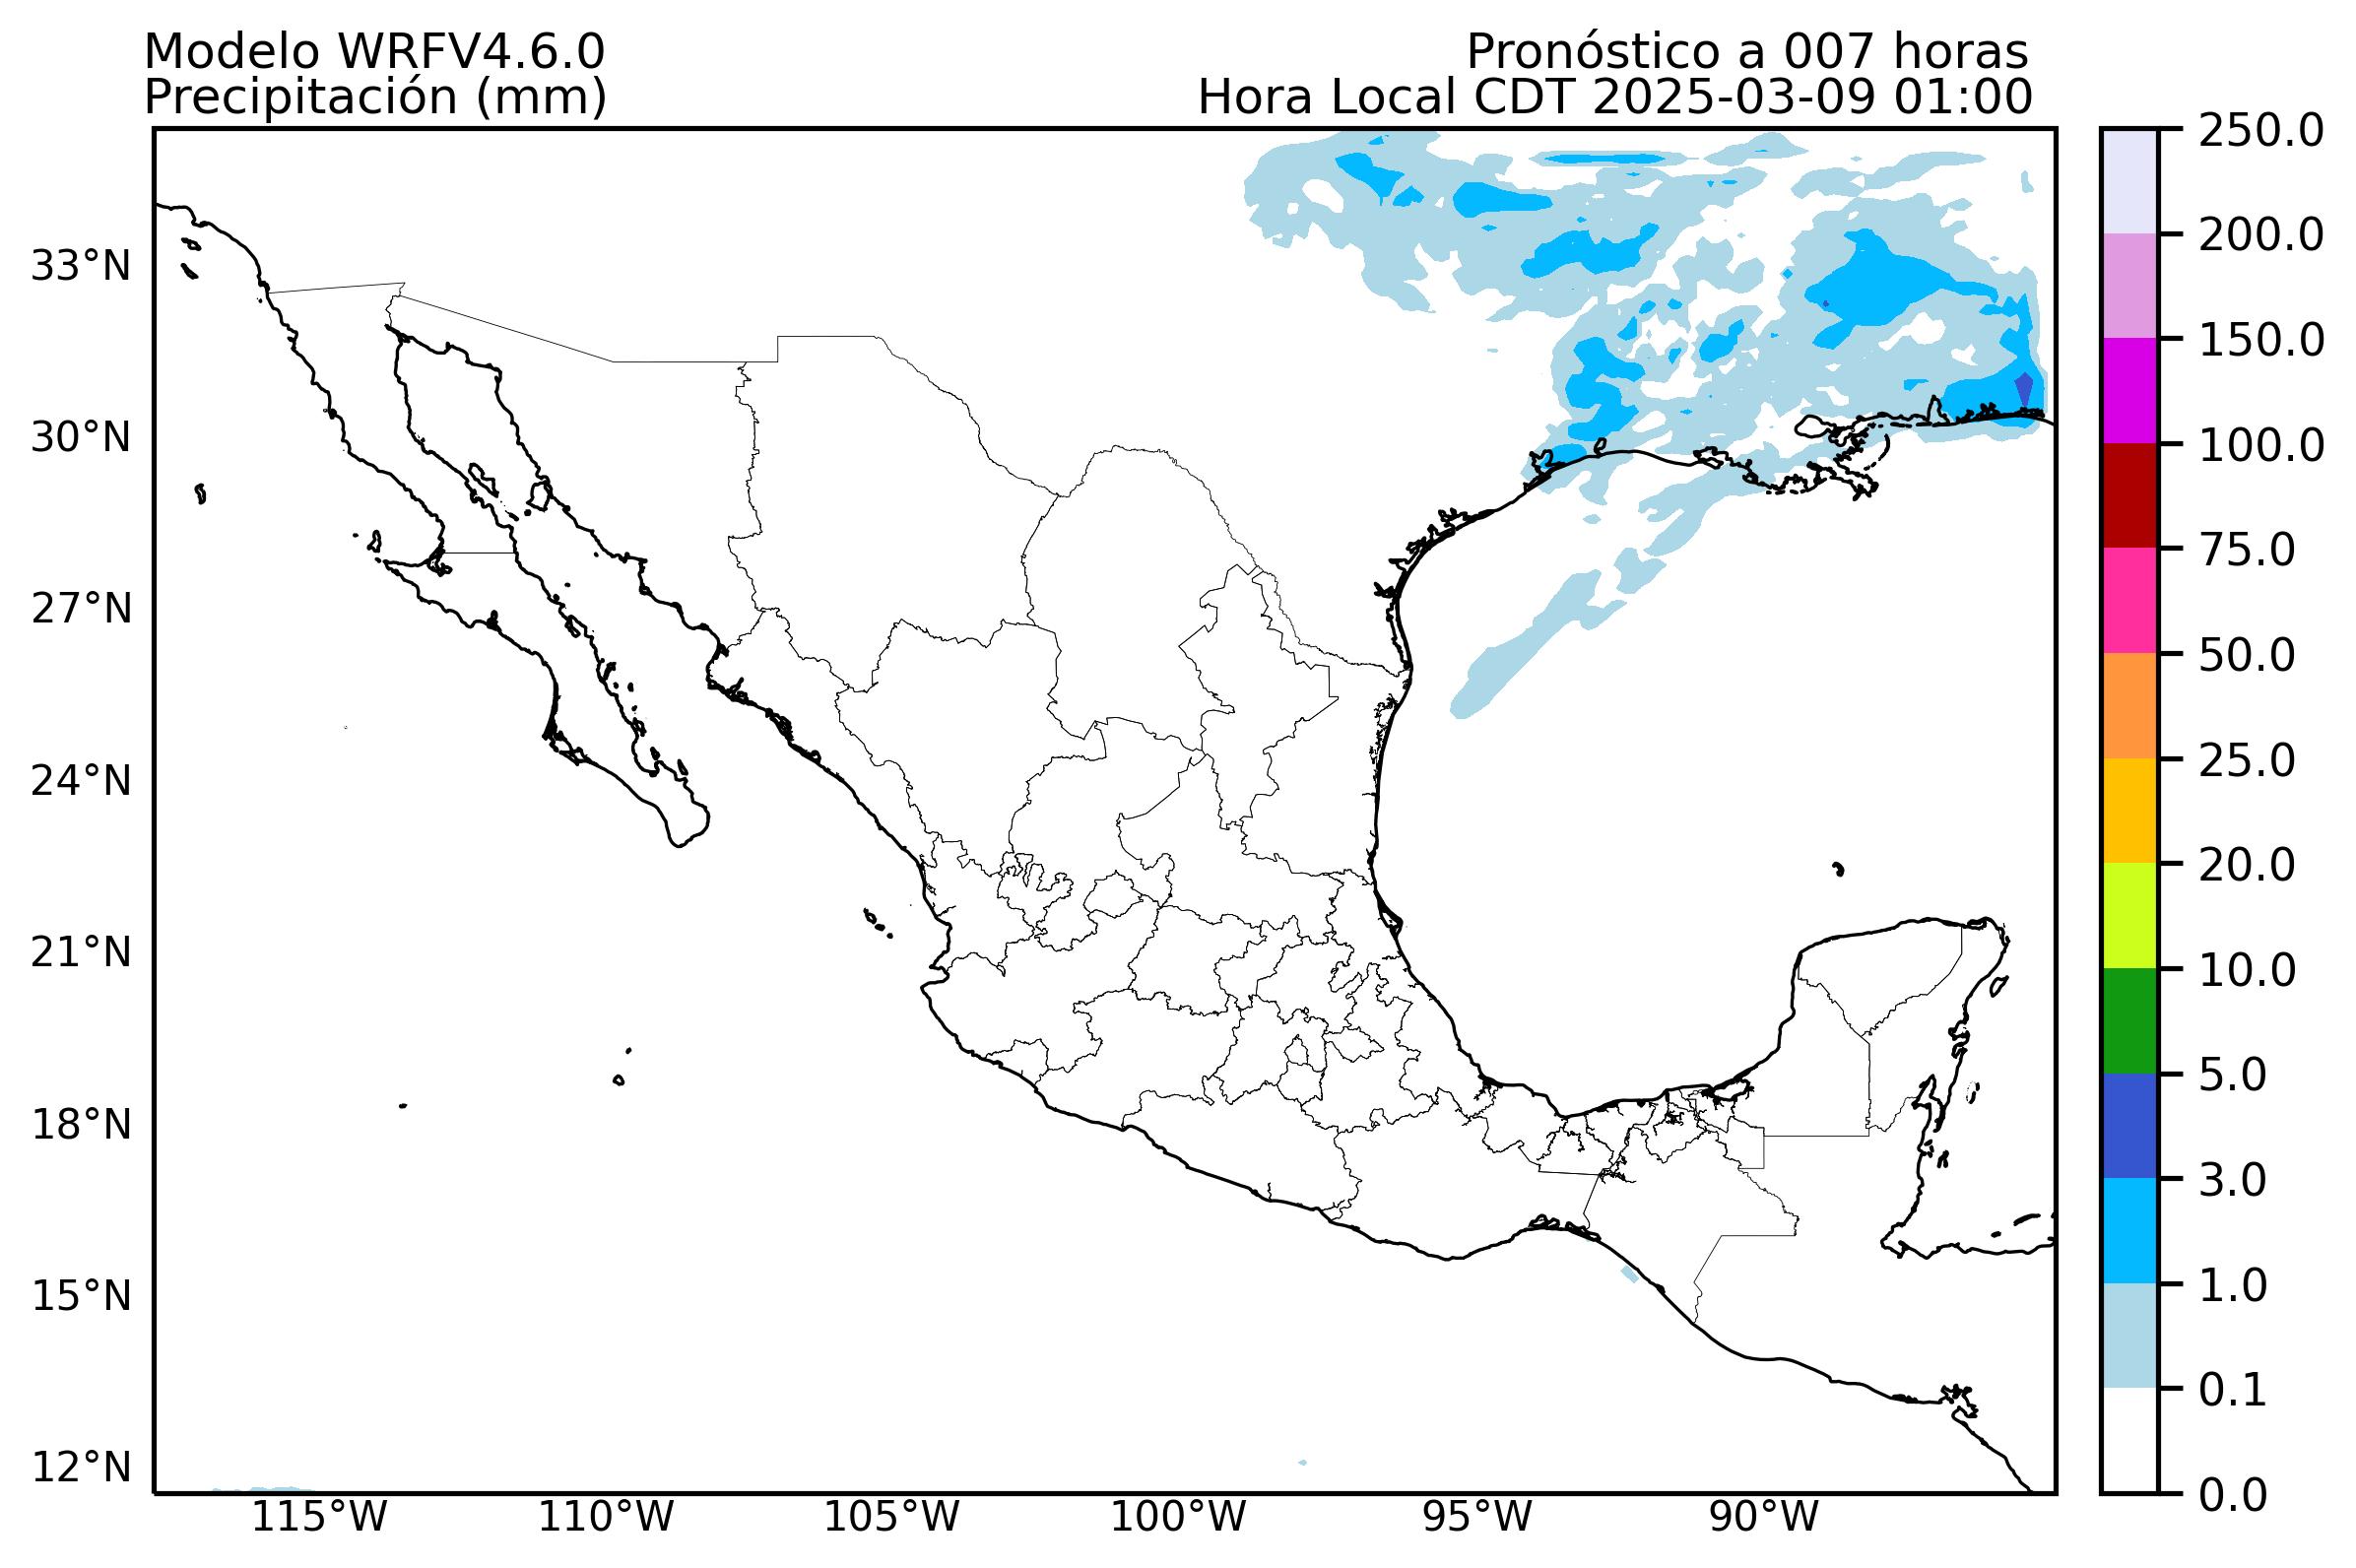 Modelo WRFV4.6.0
Precipitación (mm)
Pronóstico a 007 horas
Hora Local CDT 2025-03-09 01:00
33°N
30°N
27°N
24°N
21°N
18°N
15°N
12°N
115°W
110°W
105°W
100°W
95°W
90°W
250.0
200.0
150.0
100.0
75.0
50.0
25.0
20.0
10.0
5.0
3.0
1.0
0.1
0.0